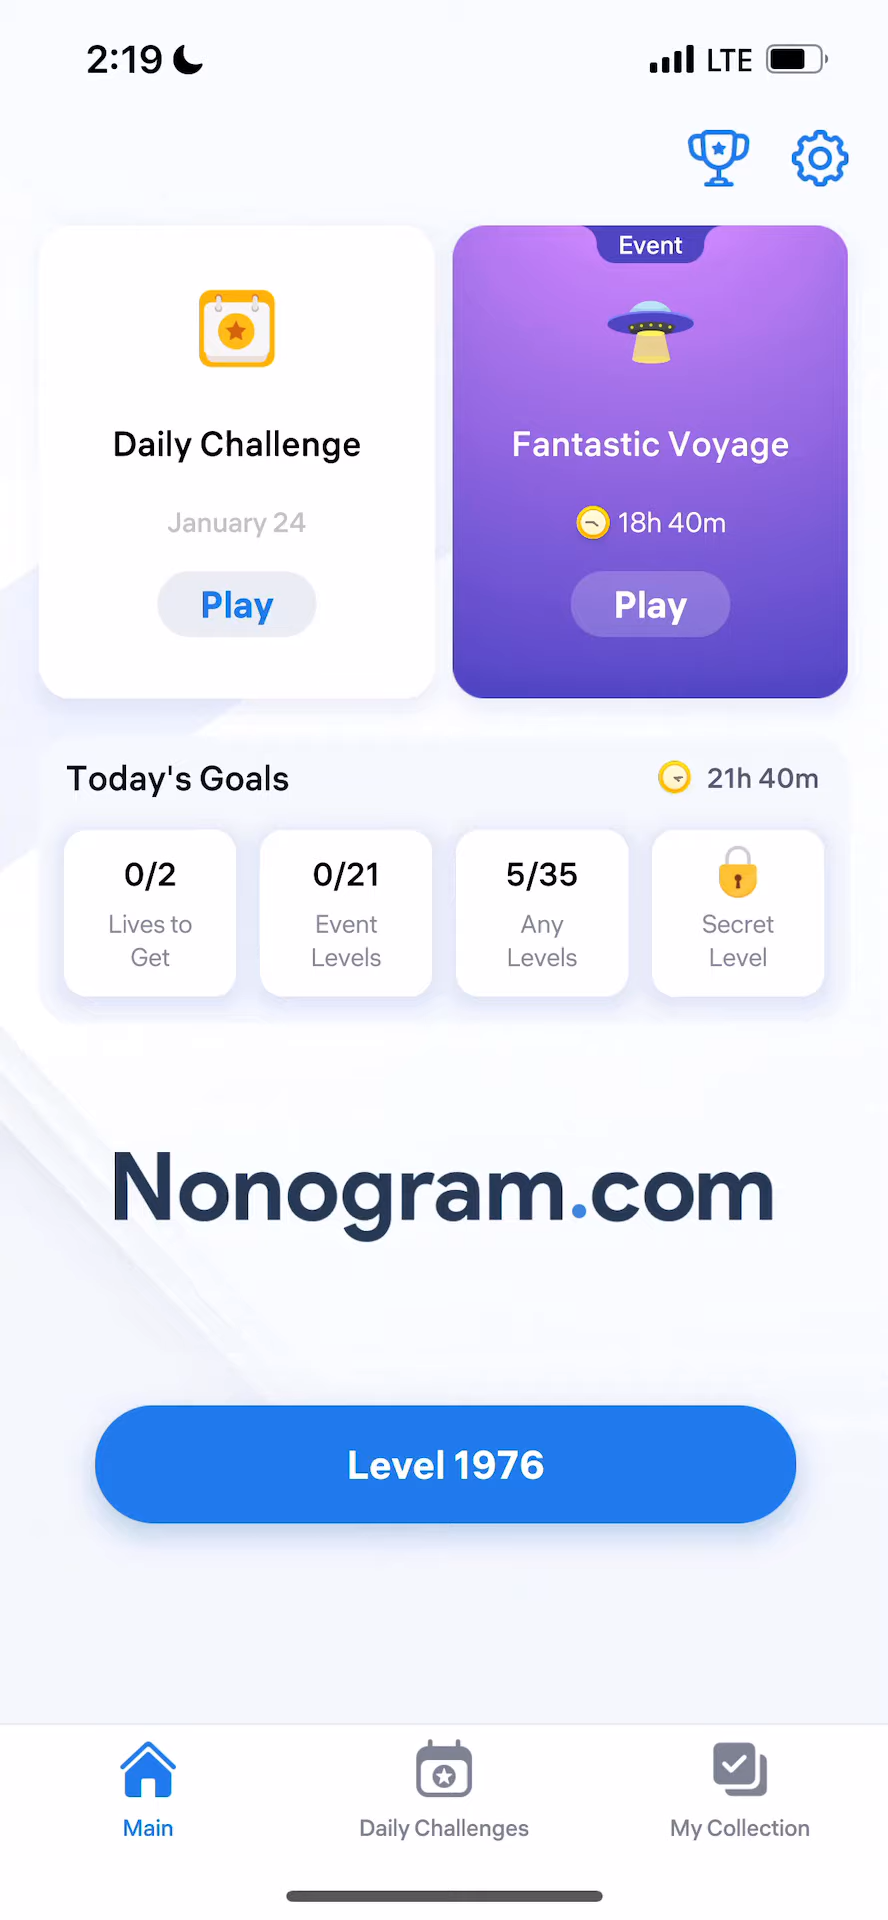 2:19
LTE
Event
Daily Challenge
January 24
Play
Fantastic Voyage
18h 40m
Play
Today's Goals
21h 40m
0/2
Lives to
Get
0/21
Event
Levels
5/35
Any
Levels
Secret
Level
Nonogram.com
Level 1976
Main
Daily Challenges
My Collection